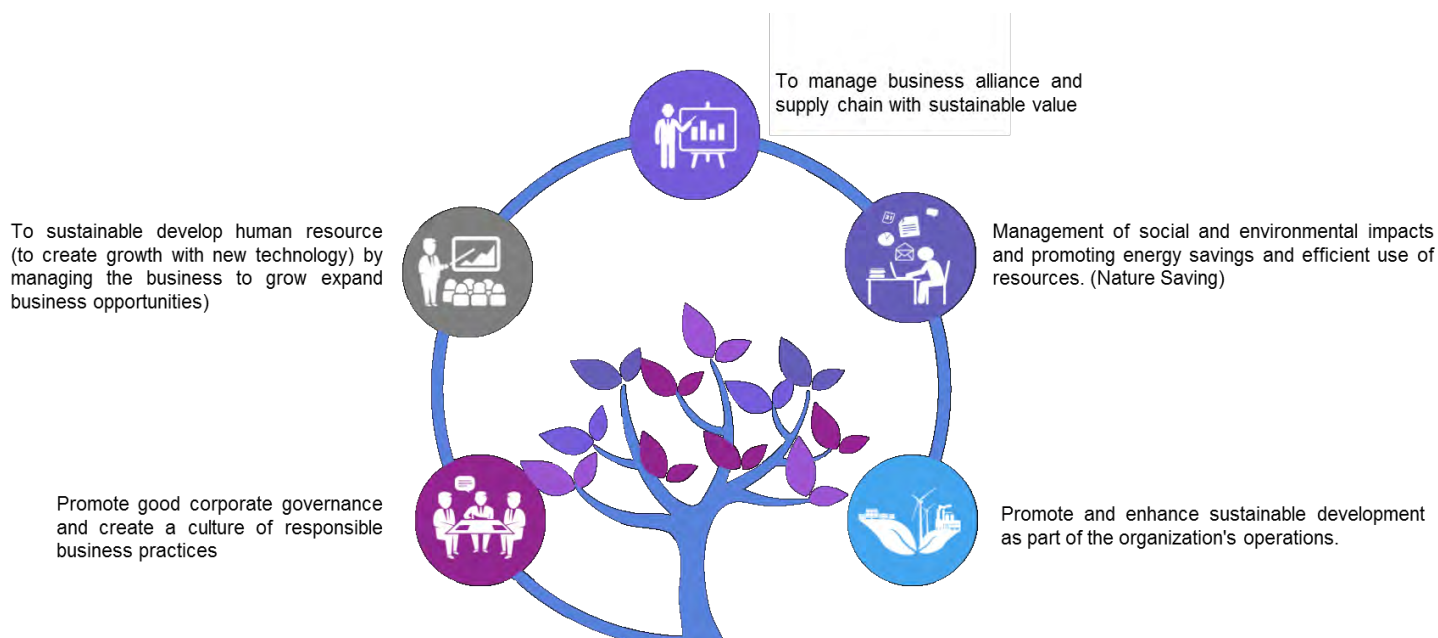 To manage business alliance and
supply chain with sustainable value
To sustainable develop human resource
(to create growth with new technology) by
managing the business to grow expand
business opportunities)
Management of social and environmental impacts
and promoting energy savings and efficient use of
resources. (Nature Saving)
Promote good corporate governance
and create a culture of responsible
business practices
Promote and enhance sustainable development
as part of the organization's operations.